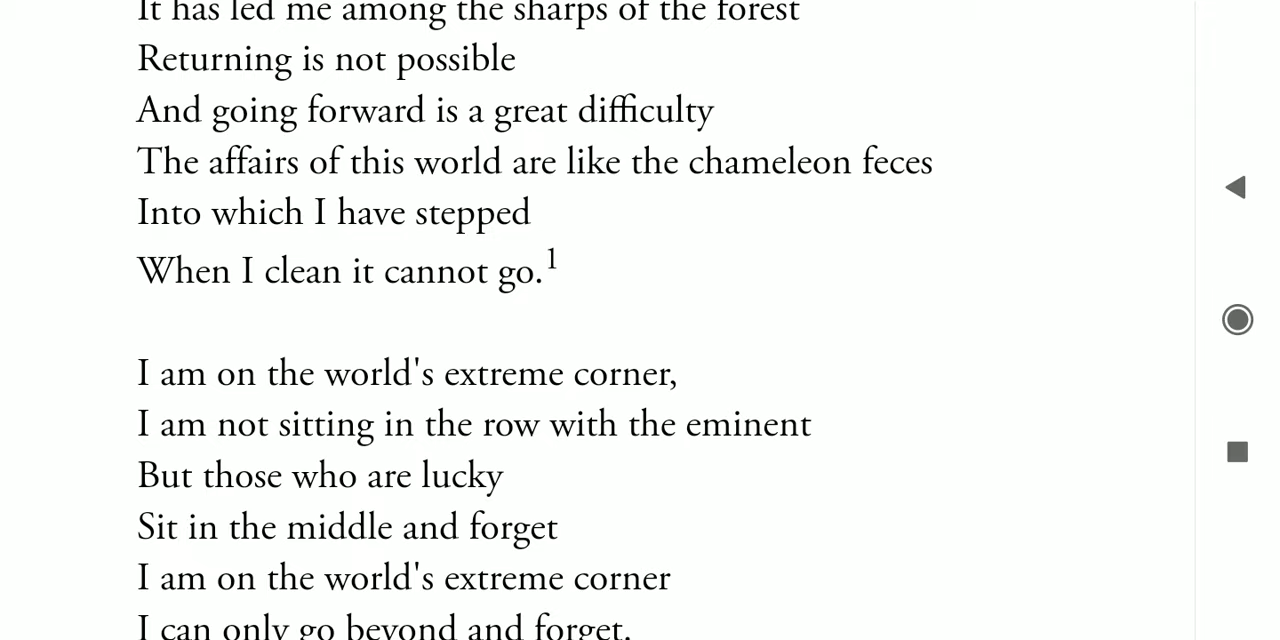 It has led me among the sharps of the forest
Returning is not possible
And going forward is a great difficulty
The affairs of this world are like the chameleon feces
Into which I have stepped
When I clean it cannot go.1
I am on the world's extreme corner,
I am not sitting in the row with the eminent
But those who are lucky
Sit in the middle and forget
I am on the world's extreme corner
I can only go beyond and forget.